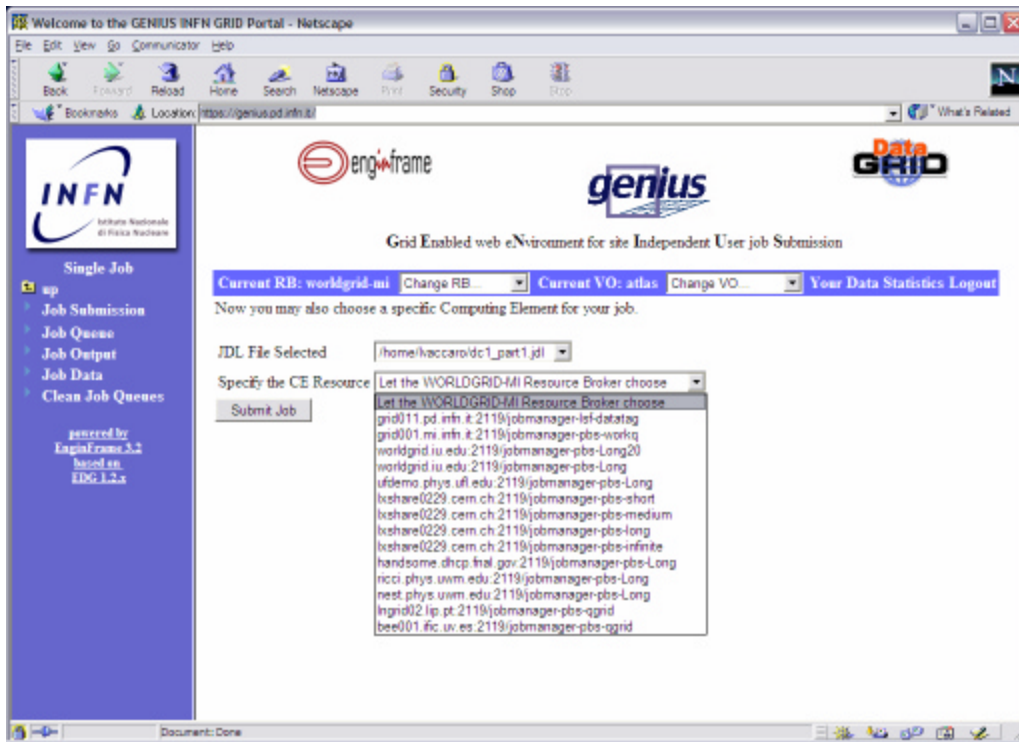 Welcome to the GENIUS INFN GRID Portal - Netscape
File Edit View Go Communicator Help
Back Forward Reload Home Search Netscape Print Security Shop Stop
N
Bookmarks Location: https://genius.pd.infn.it/ What's Related
INFN
Istituto Nazionale
di Fisica Nucleare
enginframe
genius
Data
GRID
Grid Enabled web eNvironment for site Independent User job Submission
Single Job
up
Job Submission
Job Queue
Job Output
Job Data
Clean Job Queues
powered by
EnginFrame 3.2
based on
EDG 1.2.x
Current RB: worldgrid-mi Change RB... Current VO: atlas Change VO... Your Data Statistics Logout
Now you may also choose a specific Computing Element for your job.
JDL File Selected /home/lvaccaro/dc1_part1.jdl
Specify the CE Resource Let the WORLDGRID-MI Resource Broker choose
Submit Job
Let the WORLDGRID-MI Resource Broker choose
grid011.pd.infn.it:2119/jobmanager-lsf-datatag
grid001.mi.infn.it:2119/jobmanager-pbs-workq
worldgrid.iu.edu:2119/jobmanager-pbs-Long20
worldgrid.iu.edu:2119/jobmanager-pbs-Long
ufdemo.phys.ufl.edu:2119/jobmanager-pbs-Long
lxshare0229.cern.ch:2119/jobmanager-pbs-short
lxshare0229.cern.ch:2119/jobmanager-pbs-medium
lxshare0229.cern.ch:2119/jobmanager-pbs-long
lxshare0229.cern.ch:2119/jobmanager-pbs-infinite
handsome.dhcp.fnal.gov:2119/jobmanager-pbs-Long
ricci.phys.uwm.edu:2119/jobmanager-pbs-Long
nest.phys.uwm.edu:2119/jobmanager-pbs-Long
lngrid02.lip.pt:2119/jobmanager-pbs-qgrid
bee001.ific.uv.es:2119/jobmanager-pbs-qgrid
Document: Done